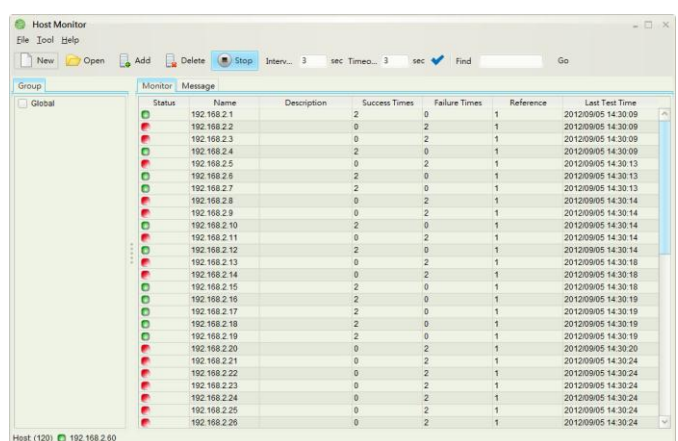 Host Monitor
File Tool Help
New Open Add Delete Stop Interv... 3 sec Timeo... 3 sec Find Go
Group Monitor Message
Global
Status Name Description Success Times Failure Times Reference Last Test Time
192.168.2.1 2 0 1 2012/09/05 14:30:09
192.168.2.2 0 2 1 2012/09/05 14:30:09
192.168.2.3 0 2 1 2012/09/05 14:30:09
192.168.2.4 2 0 1 2012/09/05 14:30:09
192.168.2.5 0 2 1 2012/09/05 14:30:13
192.168.2.6 2 0 1 2012/09/05 14:30:13
192.168.2.7 2 0 1 2012/09/05 14:30:13
192.168.2.8 0 2 1 2012/09/05 14:30:14
192.168.2.9 0 2 1 2012/09/05 14:30:14
192.168.2.10 2 0 1 2012/09/05 14:30:14
192.168.2.11 0 2 1 2012/09/05 14:30:14
192.168.2.12 2 0 1 2012/09/05 14:30:14
192.168.2.13 0 2 1 2012/09/05 14:30:18
192.168.2.14 0 2 1 2012/09/05 14:30:18
192.168.2.15 2 0 1 2012/09/05 14:30:18
192.168.2.16 2 0 1 2012/09/05 14:30:19
192.168.2.17 2 0 1 2012/09/05 14:30:19
192.168.2.18 2 0 1 2012/09/05 14:30:19
192.168.2.19 2 0 1 2012/09/05 14:30:19
192.168.2.20 0 2 1 2012/09/05 14:30:20
192.168.2.21 0 2 1 2012/09/05 14:30:24
192.168.2.22 0 2 1 2012/09/05 14:30:24
192.168.2.23 0 2 1 2012/09/05 14:30:24
192.168.2.24 0 2 1 2012/09/05 14:30:24
192.168.2.25 0 2 1 2012/09/05 14:30:24
192.168.2.26 0 2 1 2012/09/05 14:30:24
Host: (120) 192.168.2.60